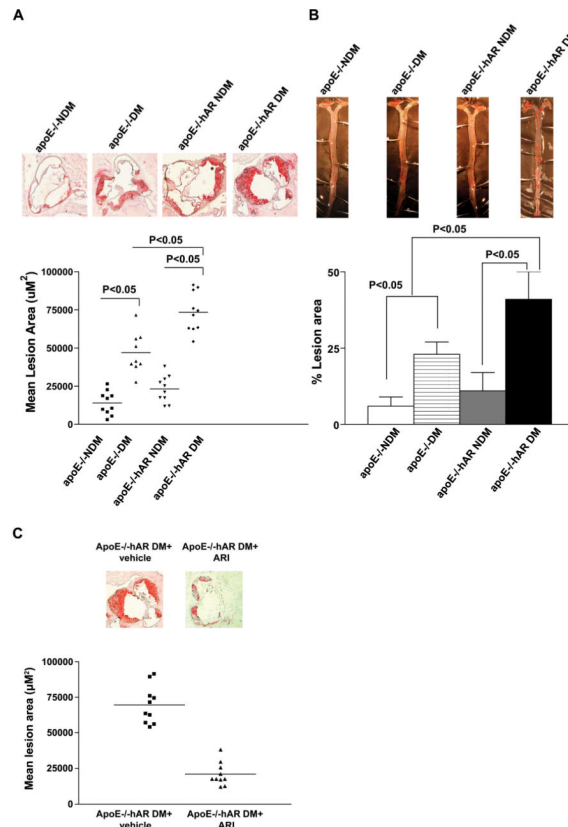 A
apoE-/-NDM
apoE-/-DM
apoE-/-hAR NDM
apoE-/-hAR DM
P<0.05
P<0.05
P<0.05
Mean Lesion Area (uM²)
100000
75000
50000
25000
0
apoE-/-NDM
apoE-/-DM
apoE-/-hAR NDM
apoE-/-hAR DM
B
apoE-/-NDM
apoE-/-DM
apoE-/-hAR NDM
apoE-/-hAR DM
P<0.05
P<0.05
P<0.05
% Lesion area
50
25
0
apoE-/-NDM
apoE-/-DM
apoE-/-hAR NDM
apoE-/-hAR DM
C
ApoE-/-hAR DM+
vehicle
ApoE-/-hAR DM+
ARI
Mean lesion area (µM²)
100000
75000
50000
25000
0
ApoE-/-hAR DM+
vehicle
ApoE-/-hAR DM+
ARI